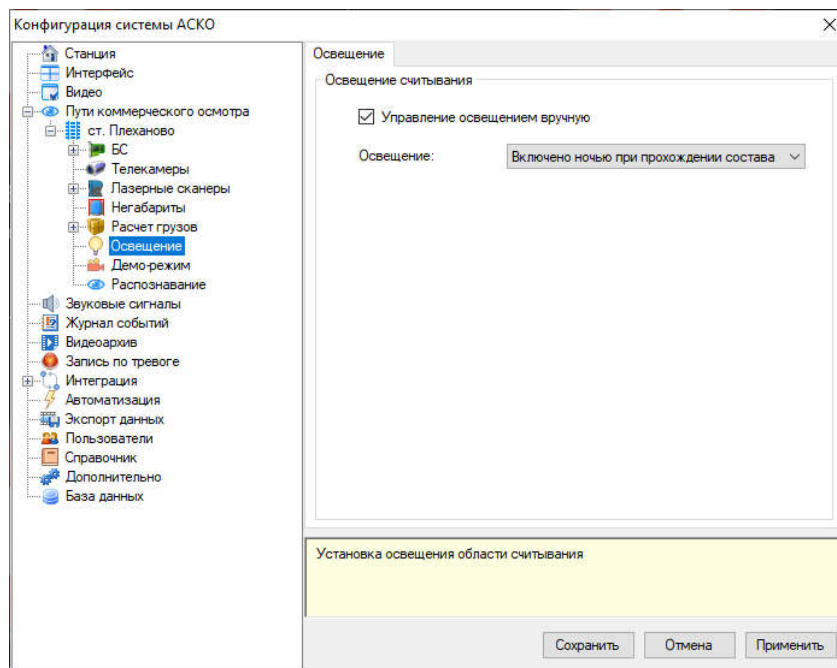 Конфигурация системы АСКО
Станция
Интерфейс
Видео
Пути коммерческого осмотра
ст. Плеханово
БС
Телекамеры
Лазерные сканеры
Негабариты
Расчет грузов
Освещение
Демо-режим
Распознавание
Звуковые сигналы
Журнал событий
Видеоархив
Запись по тревоге
Интеграция
Автоматизация
Экспорт данных
Пользователи
Справочник
Дополнительно
База данных
Освещение
Освещение считывания
Управление освещением вручную
Освещение: Включено ночью при прохождении состава
Установка освещения области считывания
Сохранить Отмена Применить